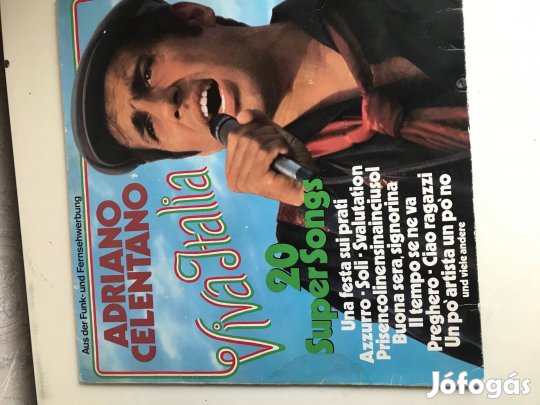 Aus der Funk- und Fernsehwerbung
ADRIANO
CELENTANO
Viva Italia
20
Super Songs
Una festa sui prati
Azzurro · Soli · Svalutation
Prisencolinensinainciusol
Buona sera, signorina
Il tempo se ne va
Preghero · Ciao ragazzi
Un po' artista un po' no
und viele andere
Jófogás